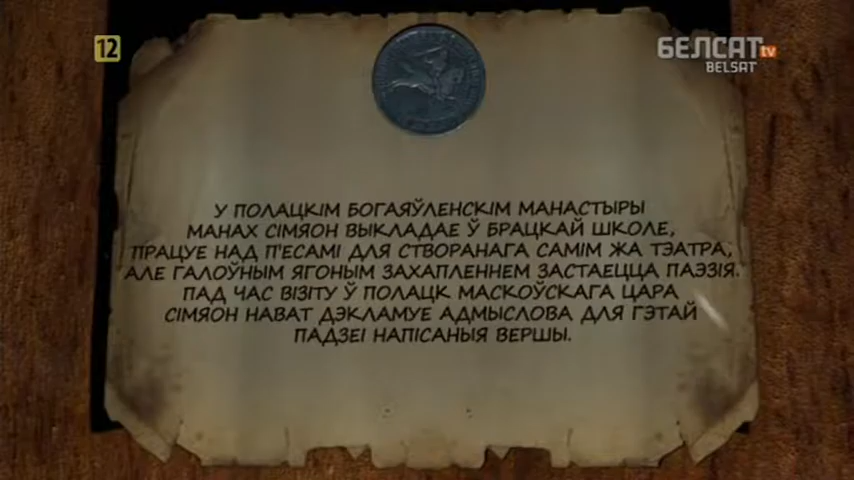 12
БЕЛСАТ tv
BELSAT
У ПОЛАЦКІМ БОГАЯЎЛЕНСКІМ МАНАСТЫРЫ
МАНАХ СІМЯОН ВЫКЛАДАЕ Ў БРАЦКАЙ ШКОЛЕ,
ПРАЦУЕ НАД П'ЕСАМІ ДЛЯ СТВОРАНАГА САМІМ ЖА ТЭАТРА,
АЛЕ ГАЛОЎНЫМ ЯГОНЫМ ЗАХАПЛЕННЕМ ЗАСТАЕЦЦА ПАЭЗІЯ.
ПАД ЧАС ВІЗІТУ Ў ПОЛАЦК МАСКОЎСКАГА ЦАРА
СІМЯОН НАВАТ ДЭКЛАМУЕ АДМЫСЛОВА ДЛЯ ГЭТАЙ
ПАДЗЕІ НАПІСАНЫЯ ВЕРШЫ.